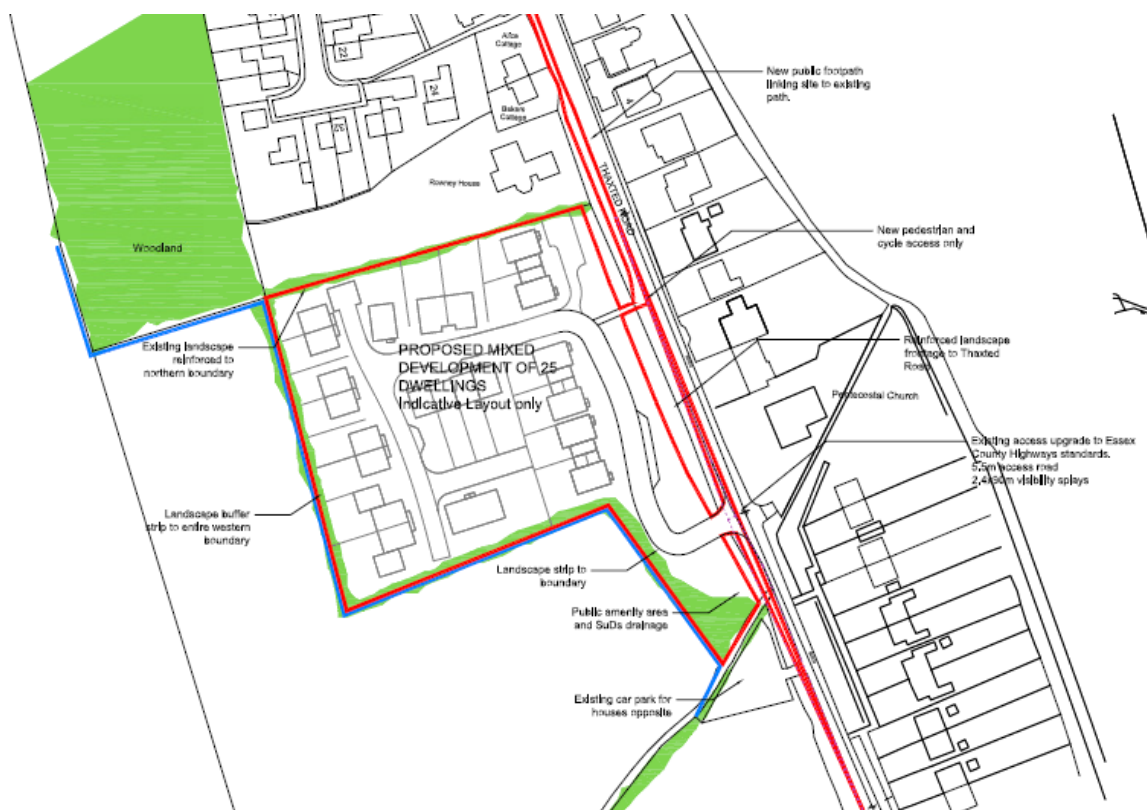 Alfce
Cottage
22
24
32
Bakers
Cottage
4
New public footpath
linking site to existing
path.
Rowney House
THAXTED ROAD
New pedestrian and
cycle access only
Woodland
Existing landscape
reinforced to
northern boundary
PROPOSED MIXED
DEVELOPMENT OF 25
DWELLINGS
Indicative Layout only
Reinforced landscape
frontage to Thaxted
Road
Pentecostal Church
Existing access upgrade to Essex
County Highways standards.
5.5m access road
2.4x60m visibility splays
Landscape buffer
strip to entire western
boundary
Landscape strip to
boundary
Public amenity area
and SuDs drainage
Existing car park for
houses opposite